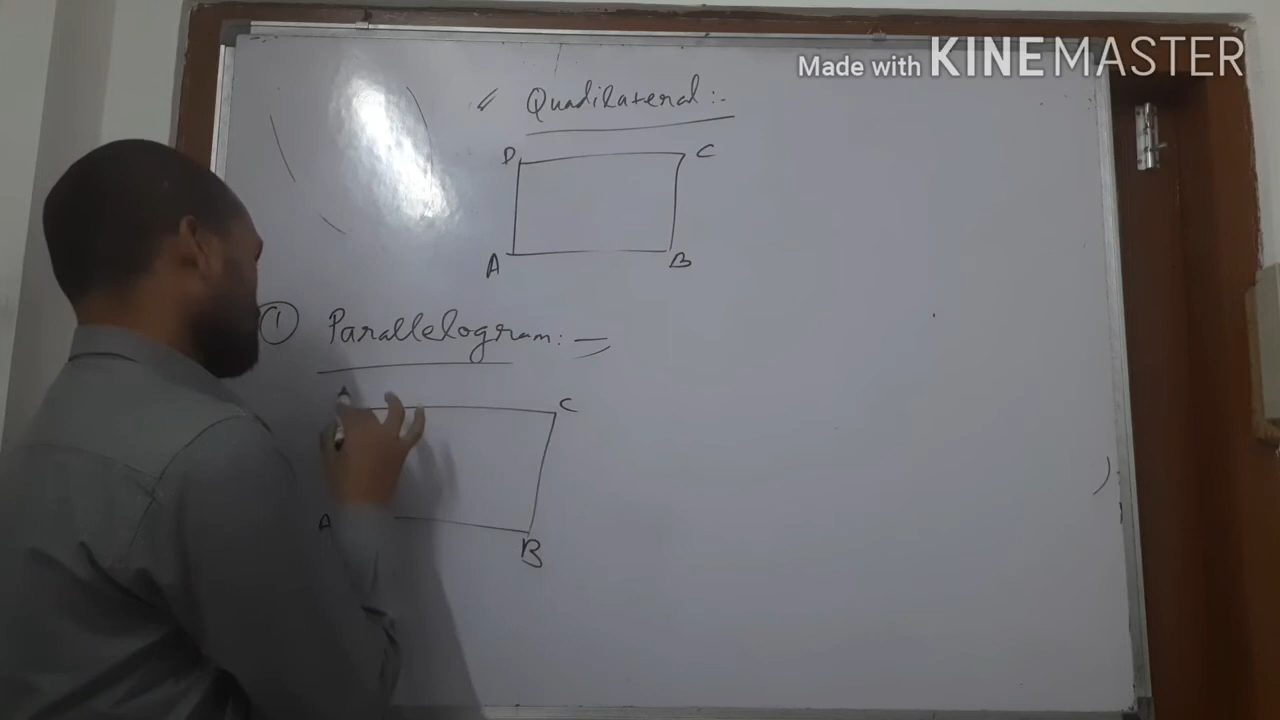 Made with KINEMASTER
Quadilateral:-
D C
A B
① Parallelogram:-
C
A
B